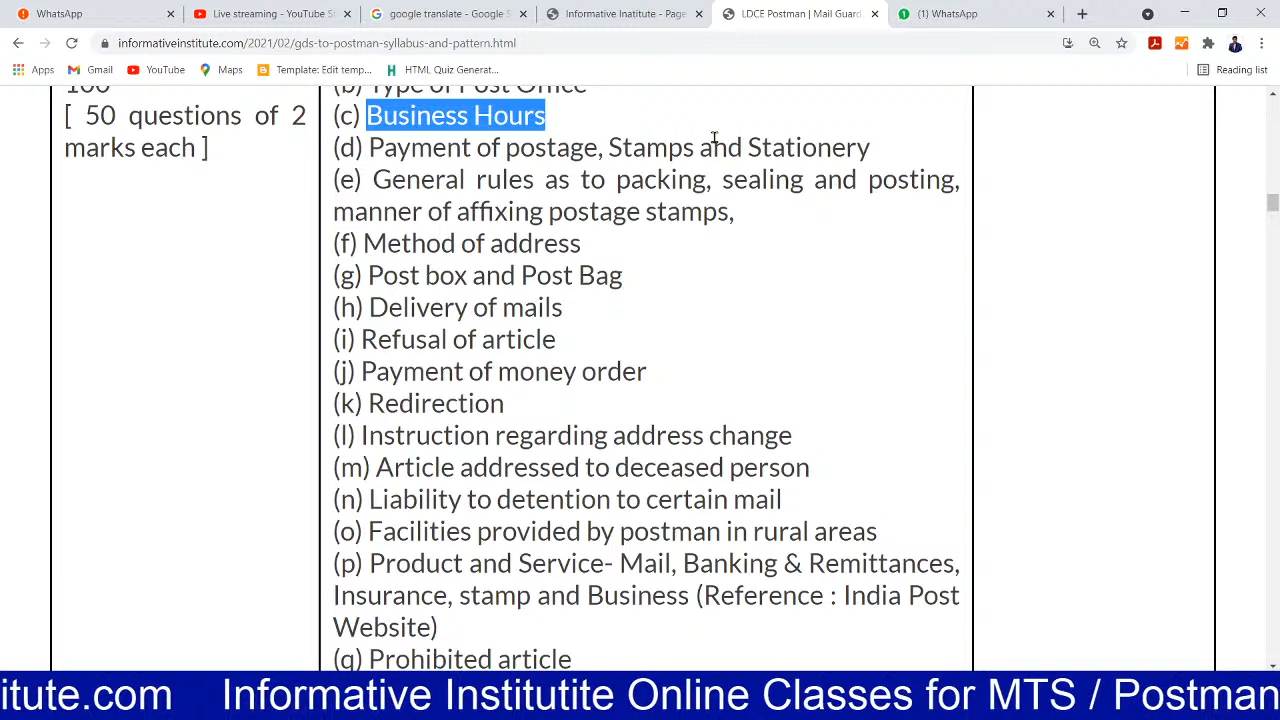 WhatsApp
Live streaming - YouTube S
google translate - Google S
Informative Institute - Page
LDCE Postman | Mail Guard
(1) WhatsApp
informativeinstitute.com/2021/02/gds-to-postman-syllabus-and-pattern.html
Apps
Gmail
YouTube
Maps
Template: Edit temp...
HTML Quiz Generat...
Reading list
100
[ 50 questions of 2
marks each ]
(b) Type of Post Office
(c) Business Hours
(d) Payment of postage, Stamps and Stationery
(e) General rules as to packing, sealing and posting,
manner of affixing postage stamps,
(f) Method of address
(g) Post box and Post Bag
(h) Delivery of mails
(i) Refusal of article
(j) Payment of money order
(k) Redirection
(l) Instruction regarding address change
(m) Article addressed to deceased person
(n) Liability to detention to certain mail
(o) Facilities provided by postman in rural areas
(p) Product and Service- Mail, Banking & Remittances,
Insurance, stamp and Business (Reference : India Post
Website)
(q) Prohibited article
itute.com Informative Institutite Online Classes for MTS / Postman